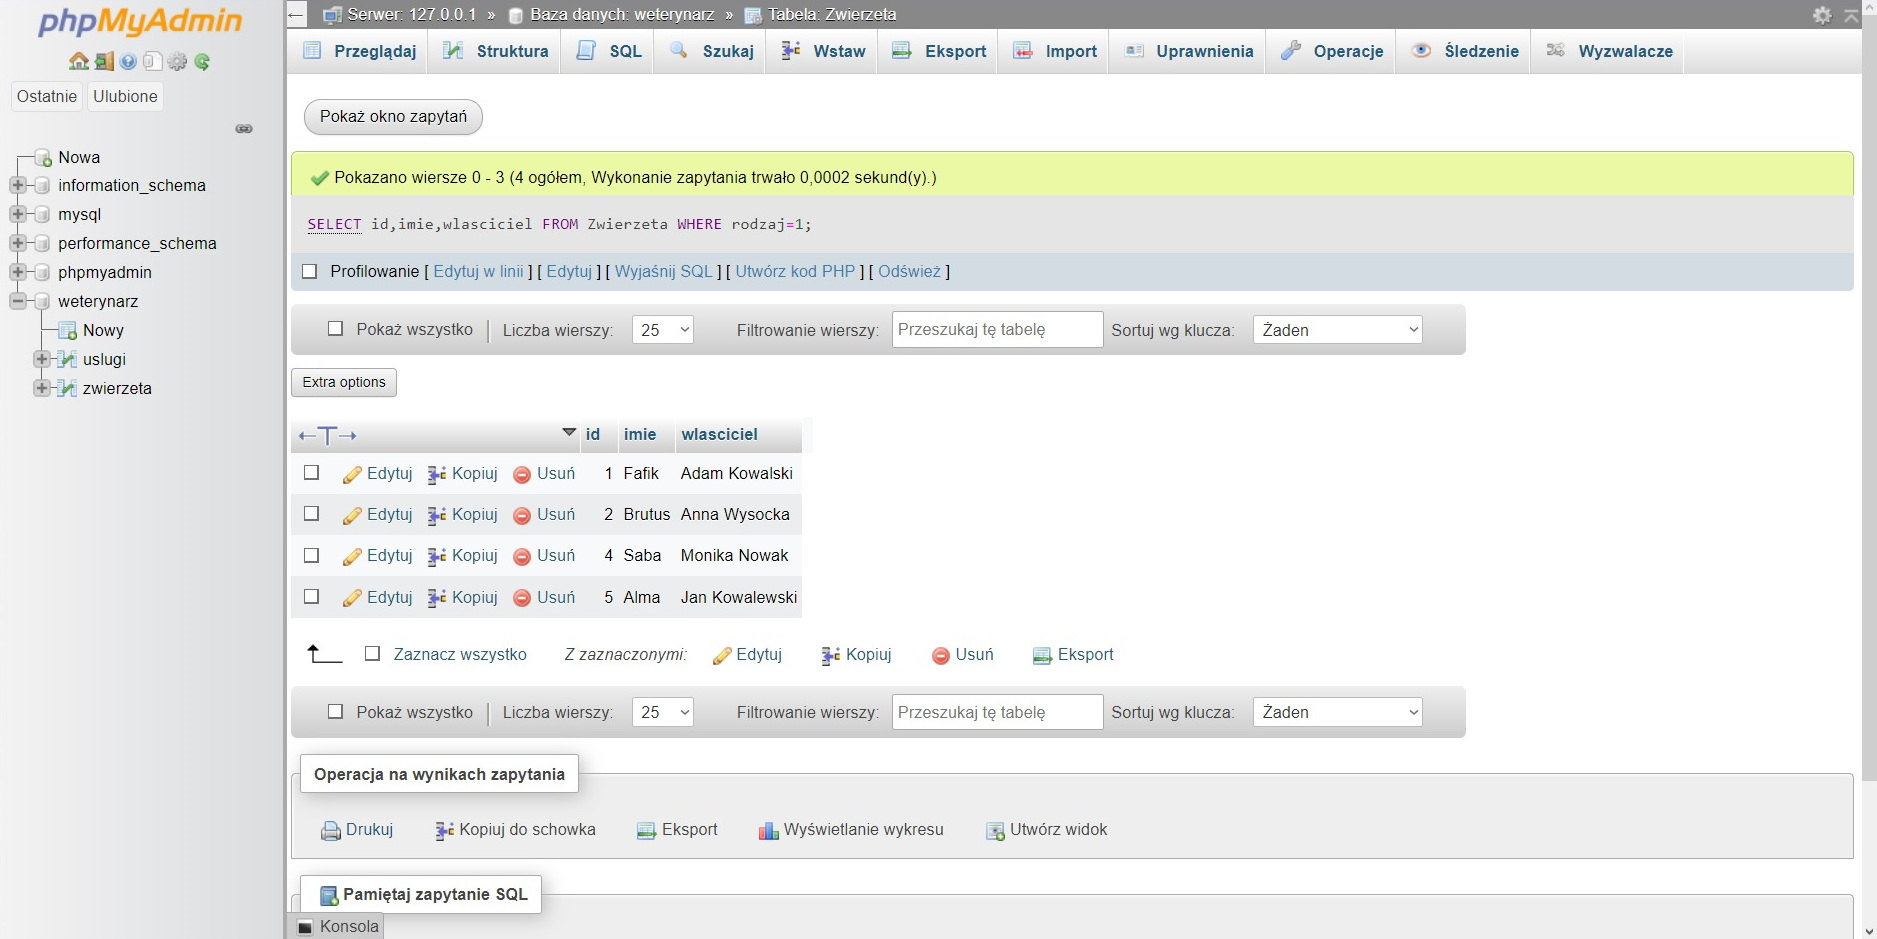 phpMyAdmin
Ostatnie Ulubione
Nowa
information_schema
mysql
performance_schema
phpmyadmin
weterynarz
Nowy
uslugi
zwierzeta
Serwer: 127.0.0.1 » Baza danych: weterynarz » Tabela: Zwierzeta
Przeglądaj Struktura SQL Szukaj Wstaw Eksport Import Uprawnienia Operacje Śledzenie Wyzwalacze
Pokaż okno zapytań
Pokazano wiersze 0 - 3 (4 ogółem, Wykonanie zapytania trwało 0,0002 sekund(y).)
SELECT id,imie,wlasciciel FROM Zwierzeta WHERE rodzaj=1;
Profilowanie [ Edytuj w linii ] [ Edytuj ] [ Wyjaśnij SQL ] [ Utwórz kod PHP ] [ Odśwież ]
Pokaż wszystko Liczba wierszy: 25 Filtrowanie wierszy: Przeszukaj tę tabelę Sortuj wg klucza: Żaden
Extra options
id imie wlasciciel
Edytuj Kopiuj Usuń 1 Fafik Adam Kowalski
Edytuj Kopiuj Usuń 2 Brutus Anna Wysocka
Edytuj Kopiuj Usuń 4 Saba Monika Nowak
Edytuj Kopiuj Usuń 5 Alma Jan Kowalewski
Zaznacz wszystko Z zaznaczonymi: Edytuj Kopiuj Usuń Eksport
Pokaż wszystko Liczba wierszy: 25 Filtrowanie wierszy: Przeszukaj tę tabelę Sortuj wg klucza: Żaden
Operacja na wynikach zapytania
Drukuj Kopiuj do schowka Eksport Wyświetlanie wykresu Utwórz widok
Pamiętaj zapytanie SQL
Konsola